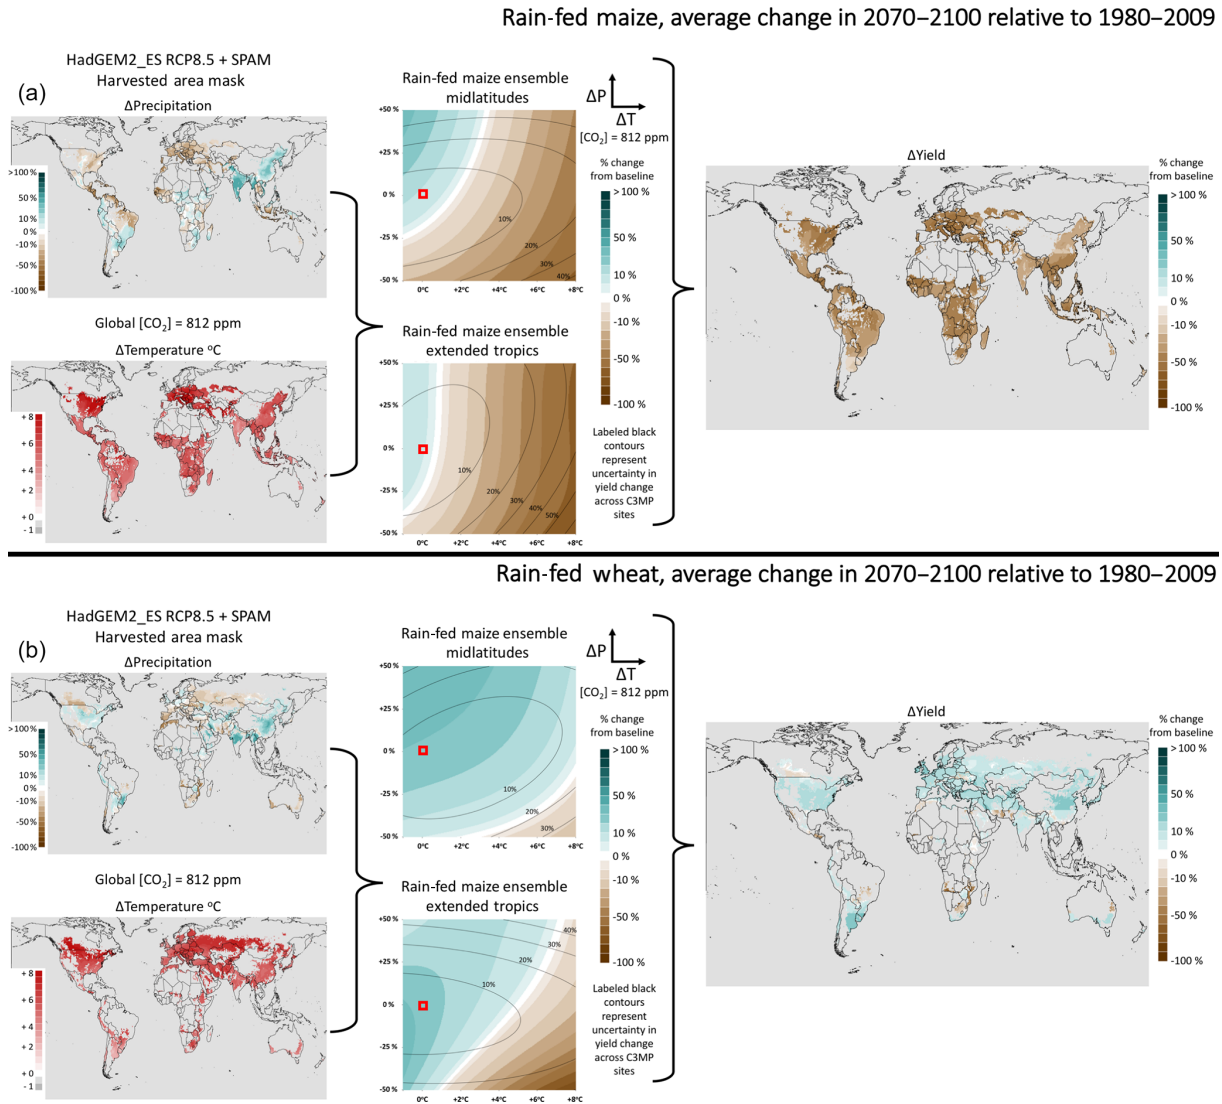 Rain-fed maize, average change in 2070–2100 relative to 1980–2009
HadGEM2_ES RCP8.5 + SPAM
Harvested area mask
(a)
ΔPrecipitation
>100 %
50 %
10 %
0 %
-10 %
-50 %
-100 %
Global [CO2] = 812 ppm
ΔTemperature °C
+ 8
+ 6
+ 4
+ 2
+ 0
- 1
Rain-fed maize ensemble
midlatitudes
+50 %
+25 %
0 %
-25 %
-50 %
10%
20%
30%
40%
0°C
+2°C
+4°C
+6°C
+8°C
Rain-fed maize ensemble
extended tropics
+50 %
+25 %
0 %
-25 %
-50 %
10%
20%
30%
40%
50%
0°C
+2°C
+4°C
+6°C
+8°C
ΔP
ΔT
[CO2] = 812 ppm
% change
from baseline
> 100 %
50 %
10 %
0 %
-10 %
-50 %
-100 %
Labeled black
contours
represent
uncertainty in
yield change
across C3MP
sites
ΔYield
% change
from baseline
> 100 %
50 %
10 %
0 %
-10 %
-50 %
-100 %
Rain-fed wheat, average change in 2070–2100 relative to 1980–2009
HadGEM2_ES RCP8.5 + SPAM
Harvested area mask
(b)
ΔPrecipitation
>100 %
50 %
10 %
0 %
-10 %
-50 %
-100 %
Global [CO2] = 812 ppm
ΔTemperature °C
+ 8
+ 6
+ 4
+ 2
+ 0
- 1
Rain-fed maize ensemble
midlatitudes
+50 %
+25 %
0 %
-25 %
-50 %
10%
20%
30%
0°C
+2°C
+4°C
+6°C
+8°C
Rain-fed maize ensemble
extended tropics
+50 %
+25 %
0 %
-25 %
-50 %
40%
30%
20%
10%
0°C
+2°C
+4°C
+6°C
+8°C
ΔP
ΔT
[CO2] = 812 ppm
% change
from baseline
> 100 %
50 %
10 %
0 %
-10 %
-50 %
-100 %
Labeled black
contours
represent
uncertainty in
yield change
across C3MP
sites
ΔYield
% change
from baseline
> 100 %
50 %
10 %
0 %
-10 %
-50 %
-100 %